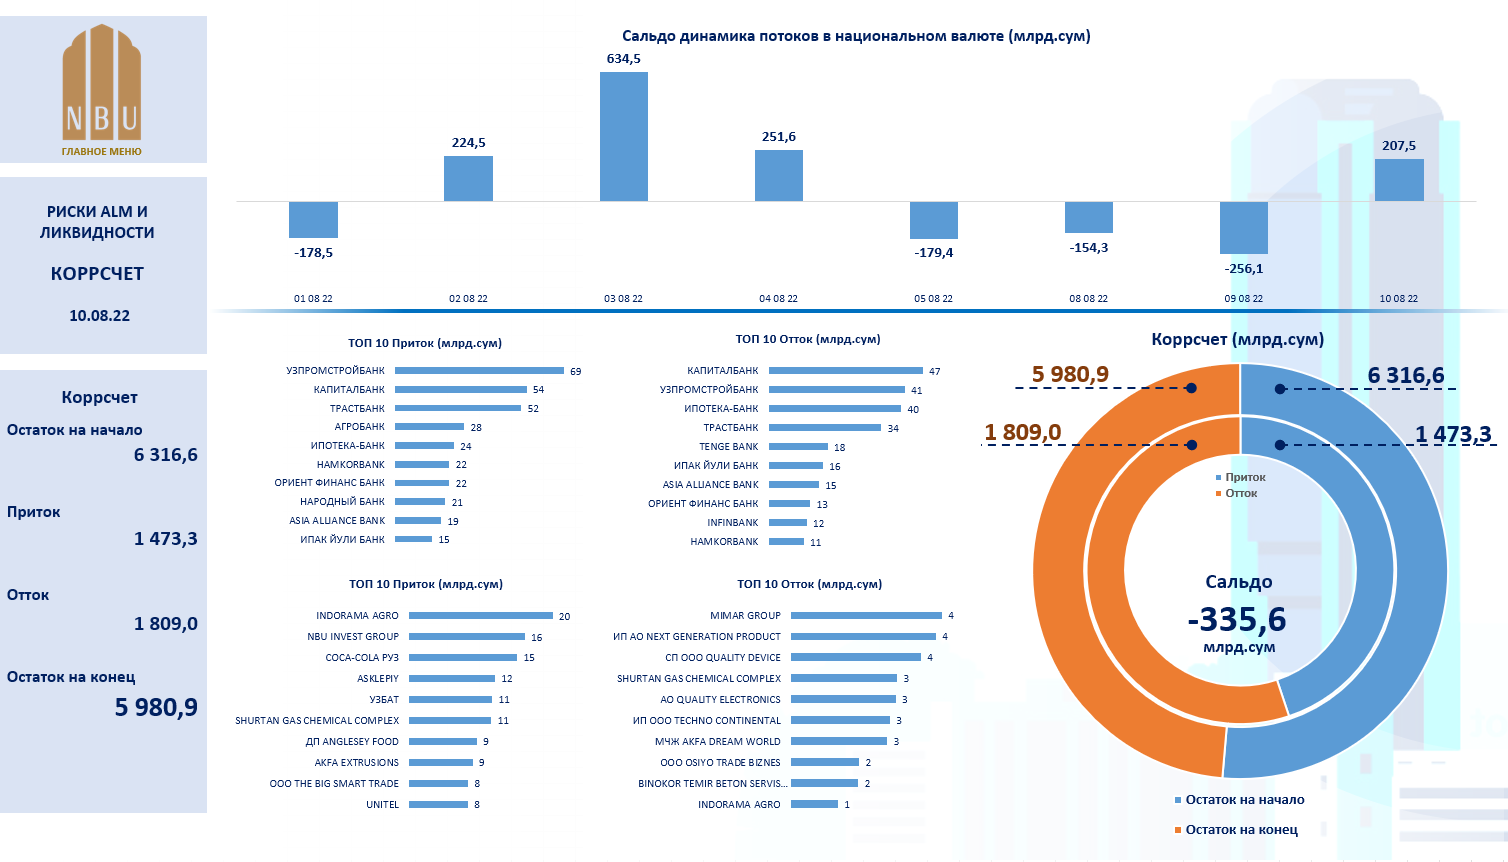 NBU
ГЛАВНОЕ МЕНЮ
РИСКИ ALM И
ЛИКВИДНОСТИ
КОРРСЧЕТ
10.08.22
Коррсчет
Остаток на начало
6 316,6
Приток
1 473,3
Отток
1 809,0
Остаток на конец
5 980,9
Сальдо динамика потоков в национальном валюте (млрд.сум)
-178,5
224,5
634,5
251,6
-179,4
-154,3
-256,1
207,5
01 08 22
02 08 22
03 08 22
04 08 22
05 08 22
08 08 22
09 08 22
10 08 22
ТОП 10 Приток (млрд.сум)
УЗПРОМСТРОЙБАНК 69
КАПИТАЛБАНК 54
ТРАСТБАНК 52
АГРОБАНК 28
ИПОТЕКА-БАНК 24
HAMKORBANK 22
ОРИЕНТ ФИНАНС БАНК 22
НАРОДНЫЙ БАНК 21
ASIA ALLIANCE BANK 19
ИПАК ЙУЛИ БАНК 15
ТОП 10 Отток (млрд.сум)
КАПИТАЛБАНК 47
УЗПРОМСТРОЙБАНК 41
ИПОТЕКА-БАНК 40
ТРАСТБАНК 34
TENGE BANK 18
ИПАК ЙУЛИ БАНК 16
ASIA ALLIANCE BANK 15
ОРИЕНТ ФИНАНС БАНК 13
INFINBANK 12
HAMKORBANK 11
ТОП 10 Приток (млрд.сум)
INDORAMA AGRO 20
NBU INVEST GROUP 16
COCA-COLA РУЗ 15
ASKLEPIY 12
УЗБАТ 11
SHURTAN GAS CHEMICAL COMPLEX 11
ДП ANGLESEY FOOD 9
AKFA EXTRUSIONS 9
ООО THE BIG SMART TRADE 8
UNITEL 8
ТОП 10 Отток (млрд.сум)
MIMAR GROUP 4
ИП АО NEXT GENERATION PRODUCT 4
СП ООО QUALITY DEVICE 4
SHURTAN GAS CHEMICAL COMPLEX 3
АО QUALITY ELECTRONICS 3
ИП ООО TECHNO CONTINENTAL 3
МЧЖ AKFA DREAM WORLD 3
ООО OSIYO TRADE BIZNES 2
BINOKOR TEMIR BETON SERVIS... 2
INDORAMA AGRO 1
Коррсчет (млрд.сум)
5 980,9
6 316,6
1 809,0
1 473,3
Приток
Отток
Сальдо
-335,6
млрд.сум
Остаток на начало
Остаток на конец